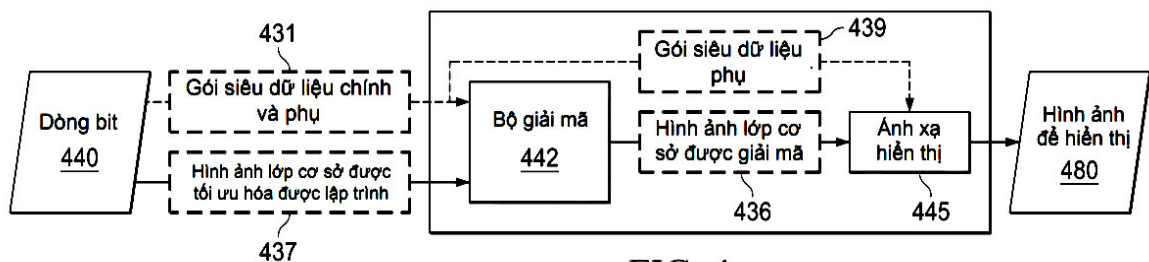 431
439
Gói siêu dữ liệu
phụ
Gói siêu dữ liệu chính
và phụ
Dòng bit
440
Bộ giải mã
442
Hình ảnh lớp cơ
sở được giải mã
Ánh xạ
hiển thị
Hình ảnh
để hiển thị
480
Hình ảnh lớp cơ sở được
tối ưu hóa được lập trình
436
445
437